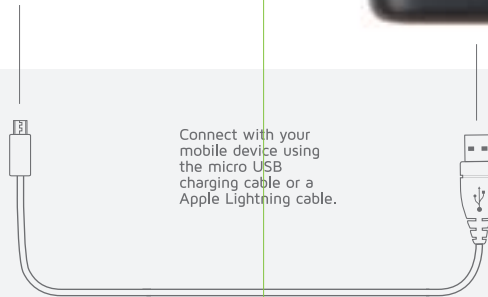 Connect with your
mobile device using
the micro USB
charging cable or a
Apple Lightning cable.